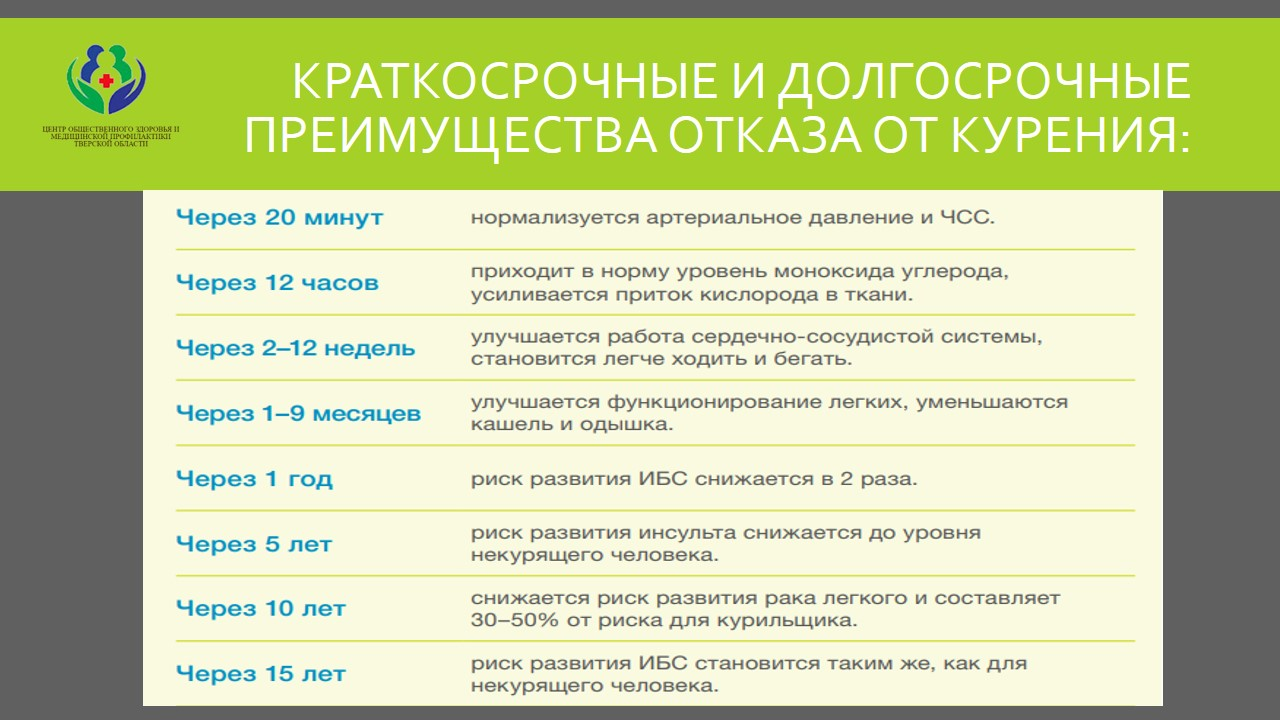 ЦЕНТР ОБЩЕСТВЕННОГО ЗДОРОВЬЯ И
МЕДИЦИНСКОЙ ПРОФИЛАКТИКИ
ТВЕРСКОЙ ОБЛАСТИ
КРАТКОСРОЧНЫЕ И ДОЛГОСРОЧНЫЕ
ПРЕИМУЩЕСТВА ОТКАЗА ОТ КУРЕНИЯ:
Через 20 минут
нормализуется артериальное давление и ЧСС.
Через 12 часов
приходит в норму уровень моноксида углерода,
усиливается приток кислорода в ткани.
Через 2–12 недель
улучшается работа сердечно-сосудистой системы,
становится легче ходить и бегать.
Через 1–9 месяцев
улучшается функционирование легких, уменьшаются
кашель и одышка.
Через 1 год
риск развития ИБС снижается в 2 раза.
Через 5 лет
риск развития инсульта снижается до уровня
некурящего человека.
Через 10 лет
снижается риск развития рака легкого и составляет
30–50% от риска для курильщика.
Через 15 лет
риск развития ИБС становится таким же, как для
некурящего человека.